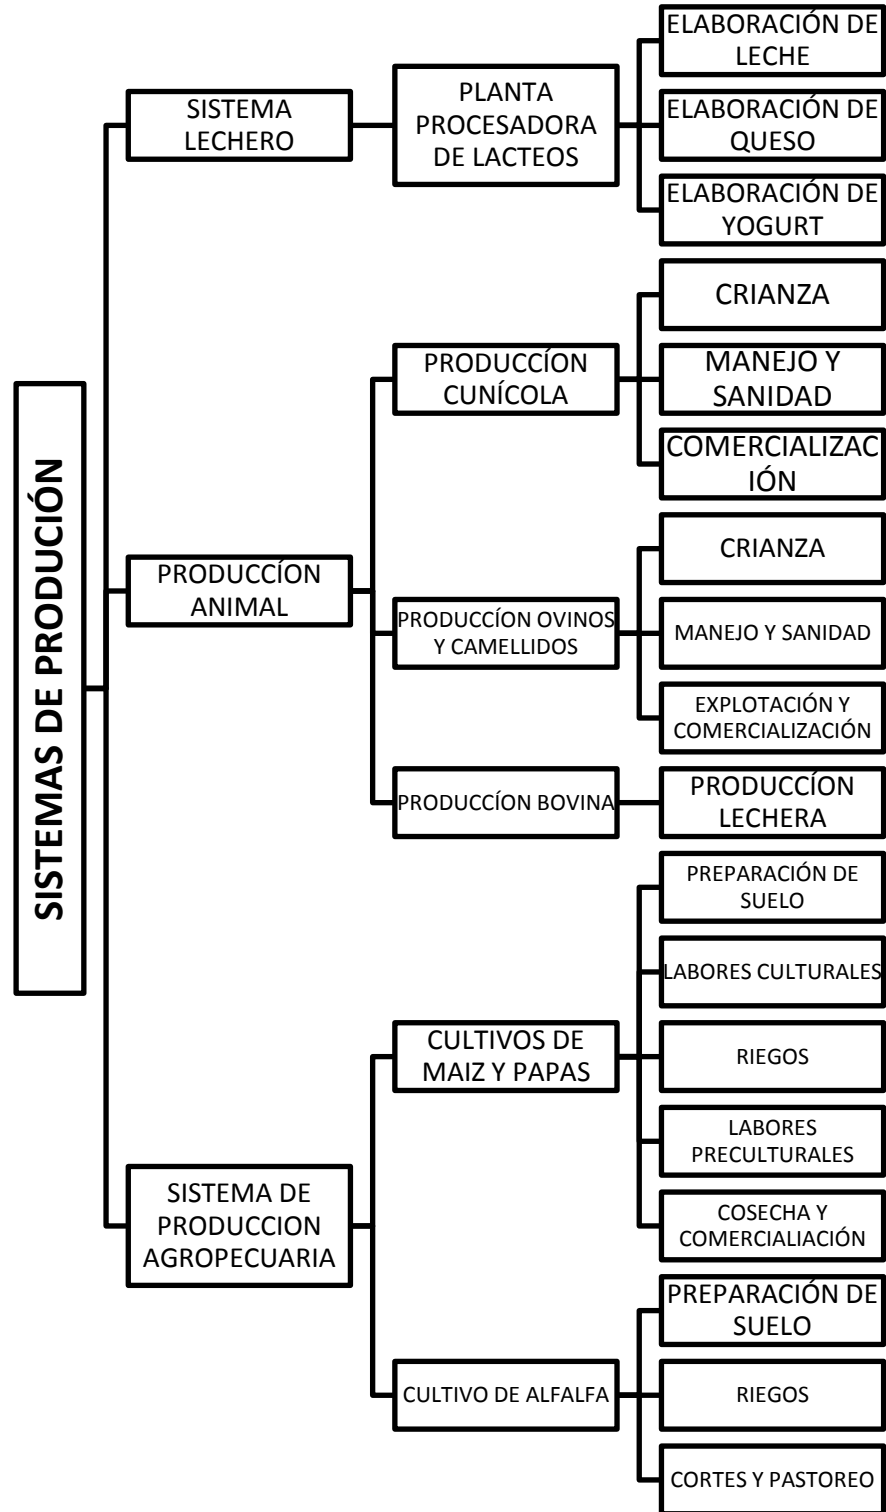 SISTEMAS DE PRODUCIÓN
SISTEMA
LECHERO
PLANTA
PROCESADORA
DE LACTEOS
ELABORACIÓN DE
LECHE
ELABORACIÓN DE
QUESO
ELABORACIÓN DE
YOGURT
PRODUCCÍON
ANIMAL
PRODUCCÍON
CUNÍCOLA
CRIANZA
MANEJO Y
SANIDAD
COMERCIALIZAC
IÓN
PRODUCCÍON OVINOS
Y CAMELLIDOS
CRIANZA
MANEJO Y SANIDAD
EXPLOTACIÓN Y
COMERCIALIZACIÓN
PRODUCCÍON BOVINA
PRODUCCÍON
LECHERA
SISTEMA DE
PRODUCCION
AGROPECUARIA
CULTIVOS DE
MAIZ Y PAPAS
PREPARACIÓN DE
SUELO
LABORES CULTURALES
RIEGOS
LABORES
PRECULTURALES
COSECHA Y
COMERCIALIACIÓN
CULTIVO DE ALFALFA
PREPARACIÓN DE
SUELO
RIEGOS
CORTES Y PASTOREO